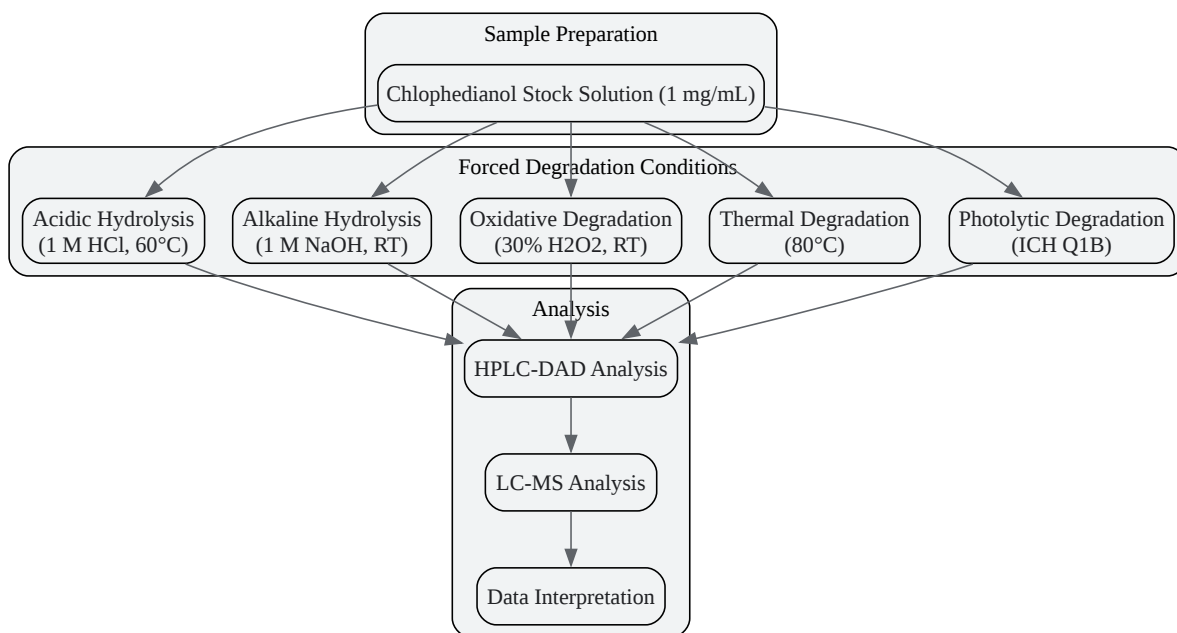 Sample Preparation
Chlophedianol Stock Solution (1 mg/mL)
Forced Degradation Conditions
Acidic Hydrolysis
(1 M HCl, 60°C)
Alkaline Hydrolysis
(1 M NaOH, RT)
Oxidative Degradation
(30% H2O2, RT)
Thermal Degradation
(80°C)
Photolytic Degradation
(ICH Q1B)
Analysis
HPLC-DAD Analysis
LC-MS Analysis
Data Interpretation